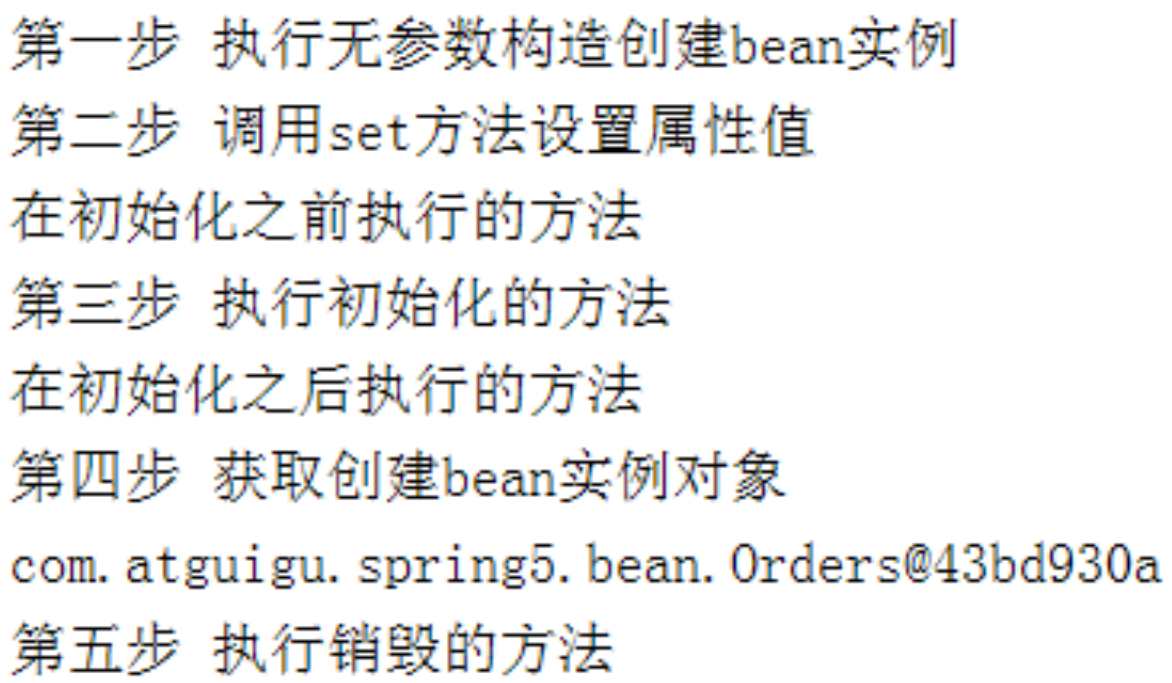 第一步 执行无参数构造创建bean实例
第二步 调用set方法设置属性值
在初始化之前执行的方法
第三步 执行初始化的方法
在初始化之后执行的方法
第四步 获取创建bean实例对象
com.atguigu.spring5.bean.Orders@43bd930a
第五步 执行销毁的方法